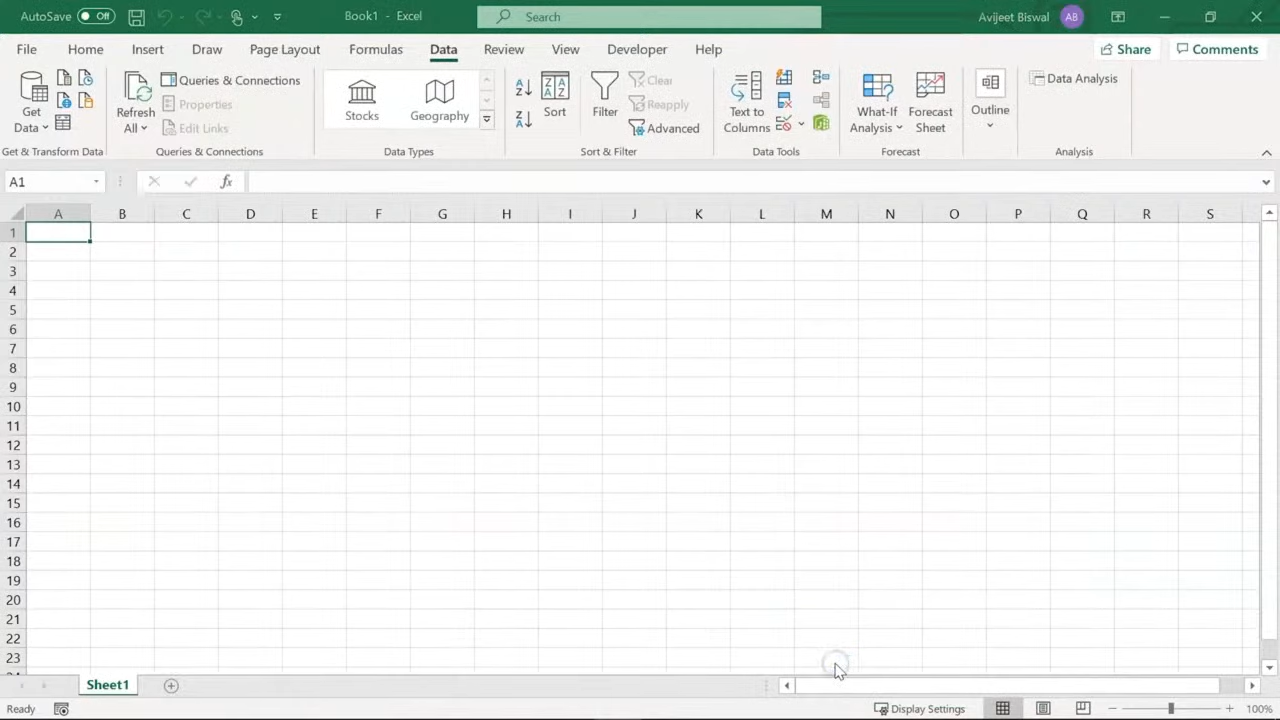 AutoSave Off Book1 - Excel Search Avijeet Biswal AB
File Home Insert Draw Page Layout Formulas Data Review View Developer Help Share Comments
Get Data
Refresh All
Queries & Connections
Properties
Edit Links
Stocks Geography
Sort
Filter
Clear
Reapply
Advanced
Text to Columns
What-If Analysis
Forecast Sheet
Outline
Data Analysis
Get & Transform Data Queries & Connections Data Types Sort & Filter Data Tools Forecast Analysis
A1 fx
A B C D E F G H I J K L M N O P Q R S
1
2
3
4
5
6
7
8
9
10
11
12
13
14
15
16
17
18
19
20
21
22
23
Sheet1
Ready Display Settings 100%